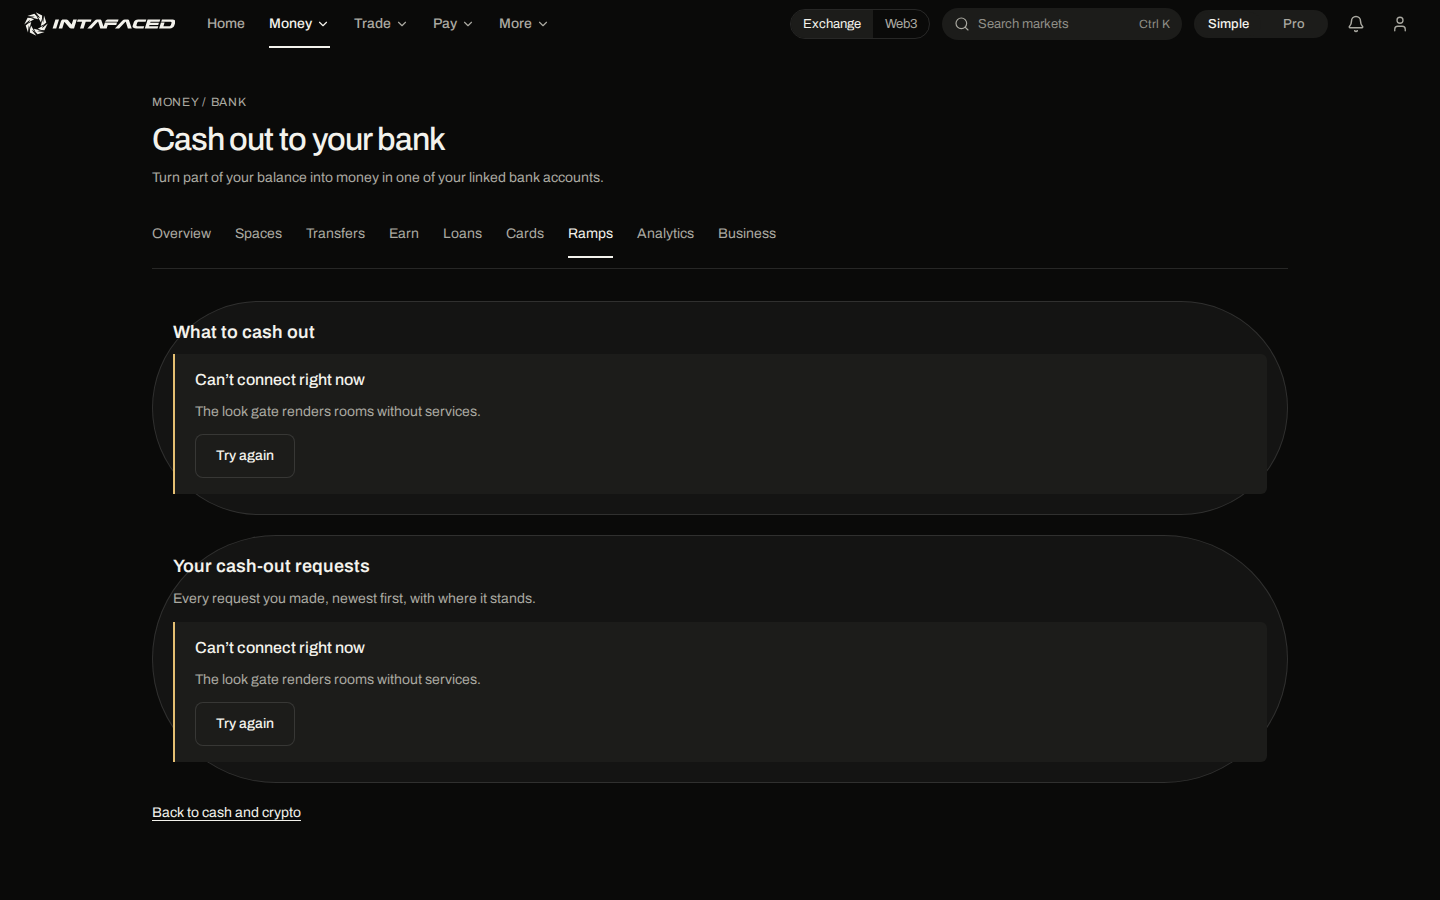 INTAFACED
Home
Money
Trade
Pay
More
Exchange
Web3
Search markets
Ctrl K
Simple
Pro
MONEY / BANK
Cash out to your bank
Turn part of your balance into money in one of your linked bank accounts.
Overview
Spaces
Transfers
Earn
Loans
Cards
Ramps
Analytics
Business
What to cash out
Can’t connect right now
The look gate renders rooms without services.
Try again
Your cash-out requests
Every request you made, newest first, with where it stands.
Can’t connect right now
The look gate renders rooms without services.
Try again
Back to cash and crypto